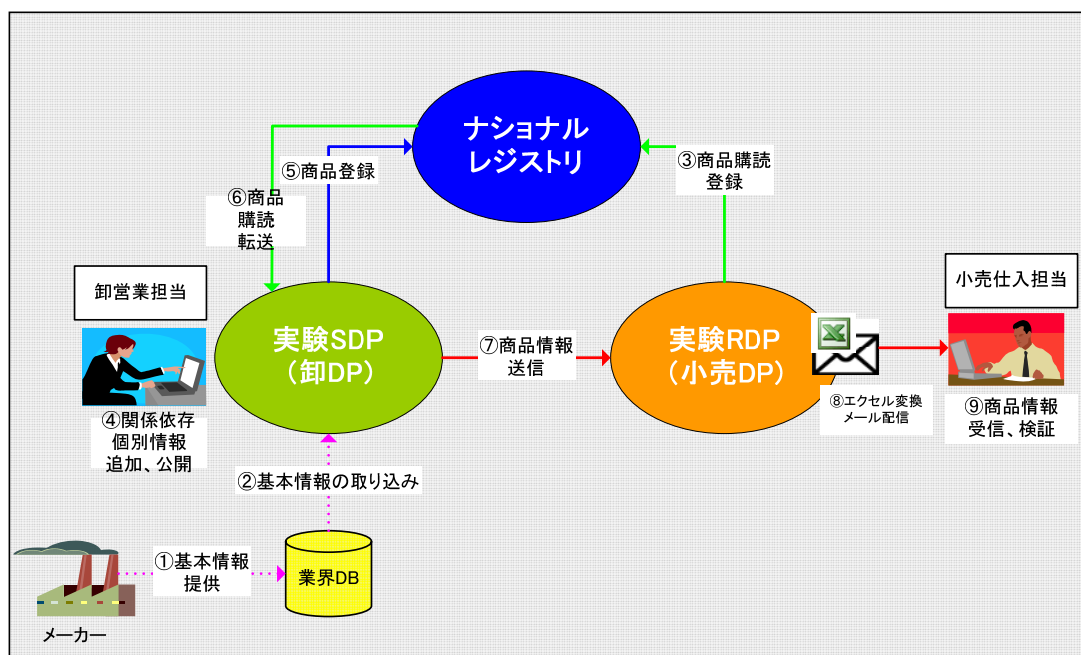 ナショナル
レジストリ
⑤商品登録
③商品購読
登録
⑥商品
購読
転送
卸営業担当
小売仕入担当
実験SDP
（卸DP）
⑦商品情報
送信
実験RDP
（小売DP）
④関係依存
個別情報
追加、公開
⑧エクセル変換
メール配信
⑨商品情報
受信、検証
②基本情報の取り込み
①基本情報
提供
業界DB
メーカー